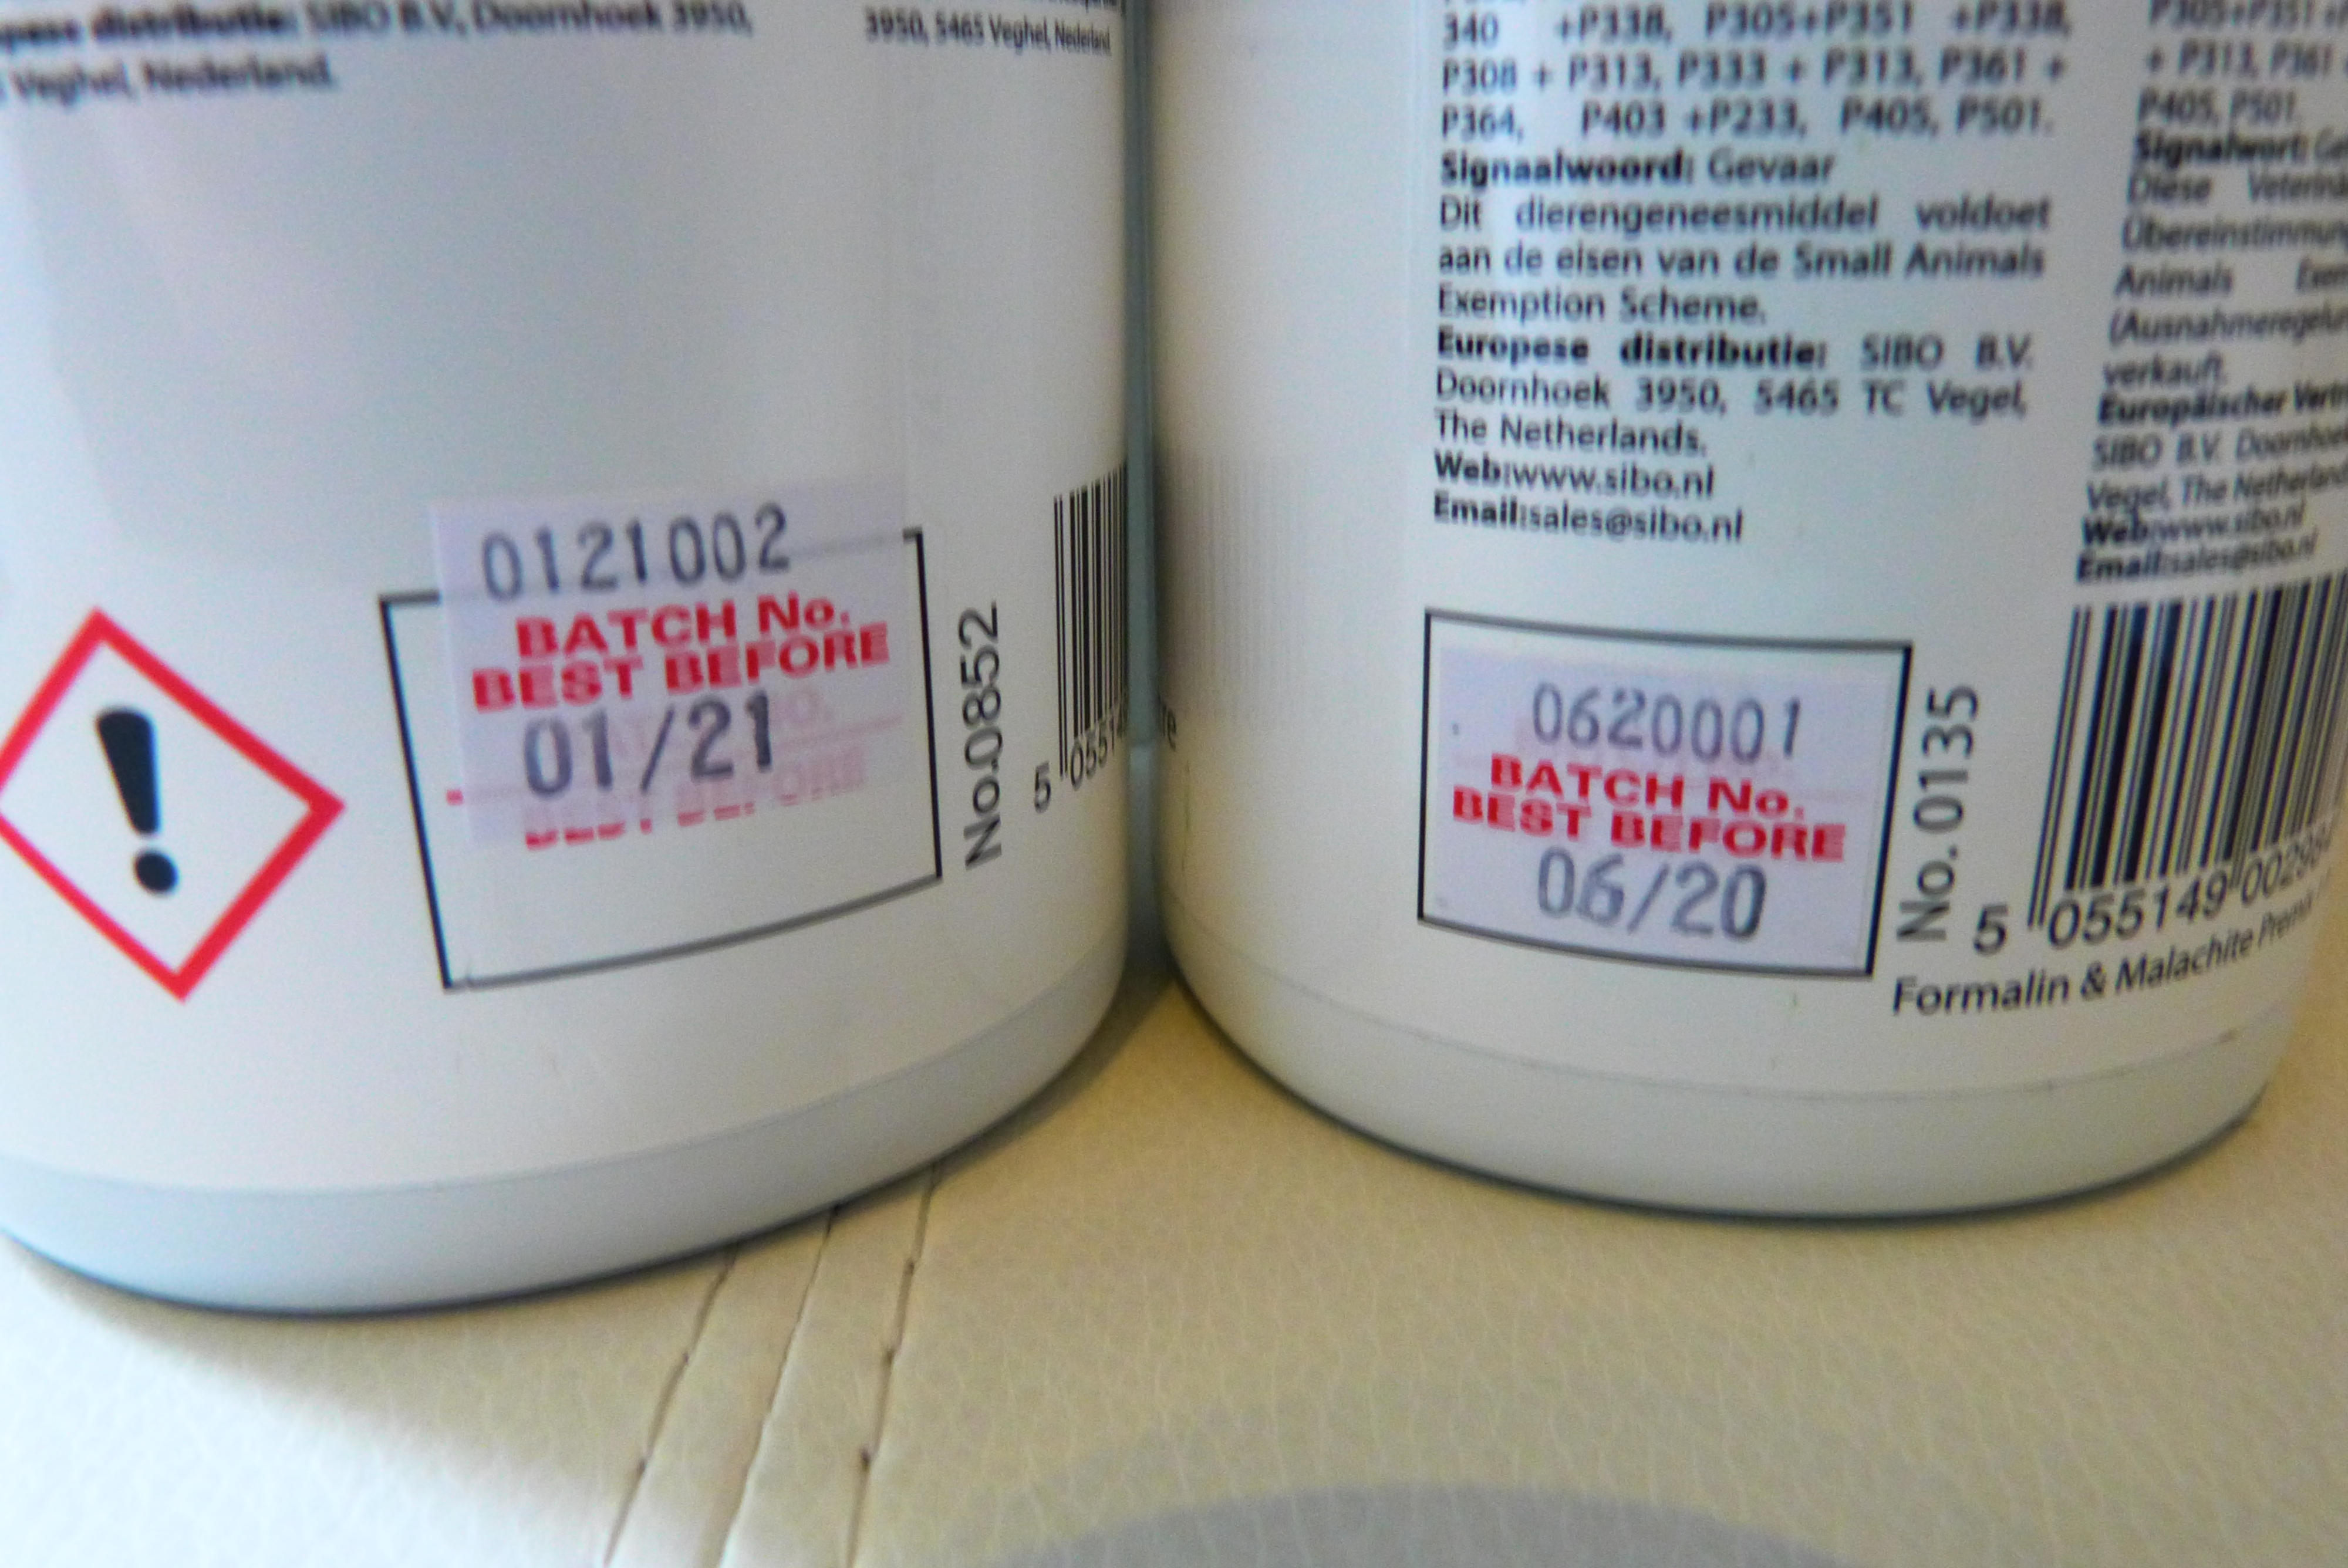 distributie: SIBO B.V., Doornhoek 3950,
Veghel, Nederland.
3950, 5465 Veghel, Nederland
0121002
BATCH No.
BEST BEFORE
01/21
No.0852
5
340 +P338, P305+P351 +P338,
P308 + P313, P333 + P313, P361 +
P364, P403 +P233, P405, P501.
Signaalwoord: Gevaar
Dit dierengeneesmiddel voldoet
aan de eisen van de Small Animals
Exemption Scheme.
Europese distributie: SIBO B.V.
Doornhoek 3950, 5465 TC Vegel,
The Netherlands.
Web:www.sibo.nl
Email:sales@sibo.nl
0620001
BATCH No.
BEST BEFORE
06/20
No. 0135
+ P313, P361
P405, P501.
Signalwort:
Diese
Übereinstimmung
Animals
verkauft.
Europäischer
SIBO B.V. Doornhoek
Vegel, The Netherlands
Web:www.sibo.nl
Email:sales@sibo.nl
5 055149
Formalin & Malachite